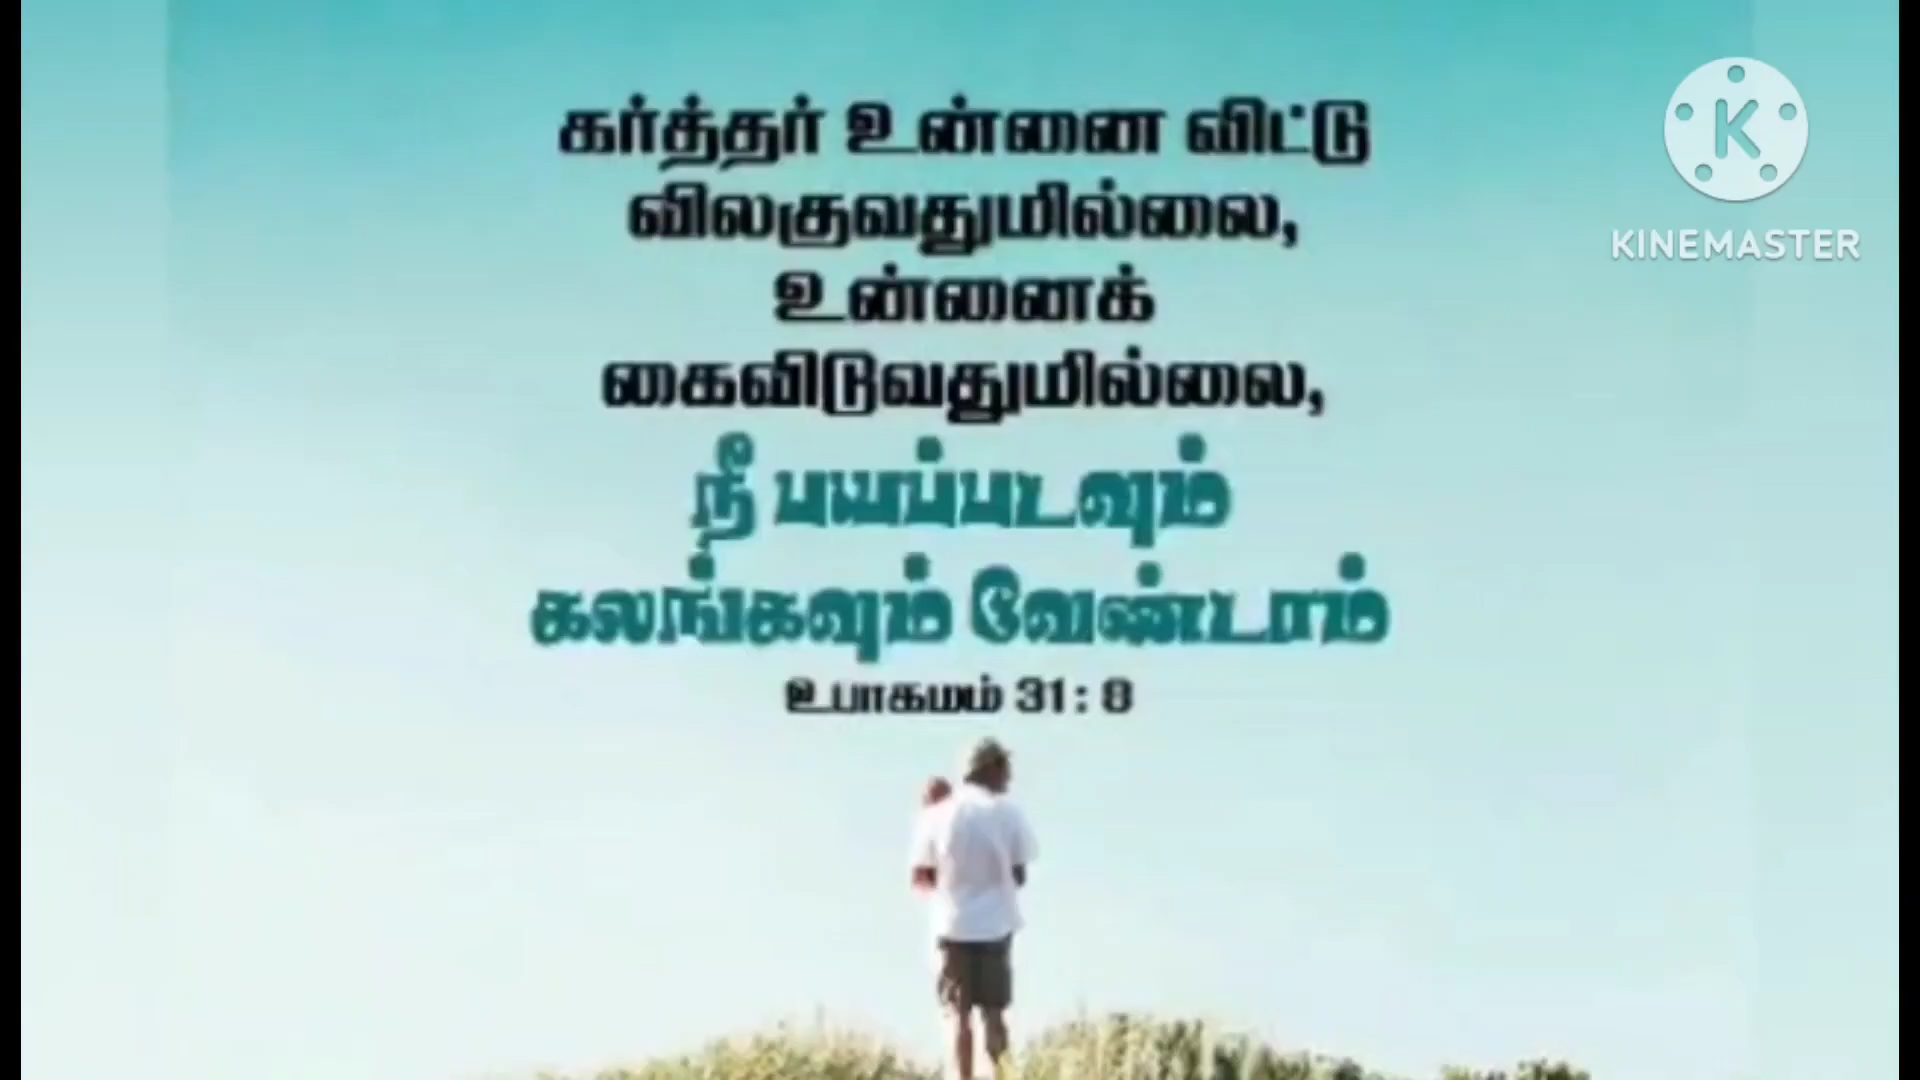 கர்த்தர் உன்னை விட்டு
விலகுவதுமில்லை,
உன்னைக்
கைவிடுவதுமில்லை,
நீ பயப்படவும்
கலங்கவும் வேண்டாம்
உபாகமம் 31: 8
K
KINEMASTER